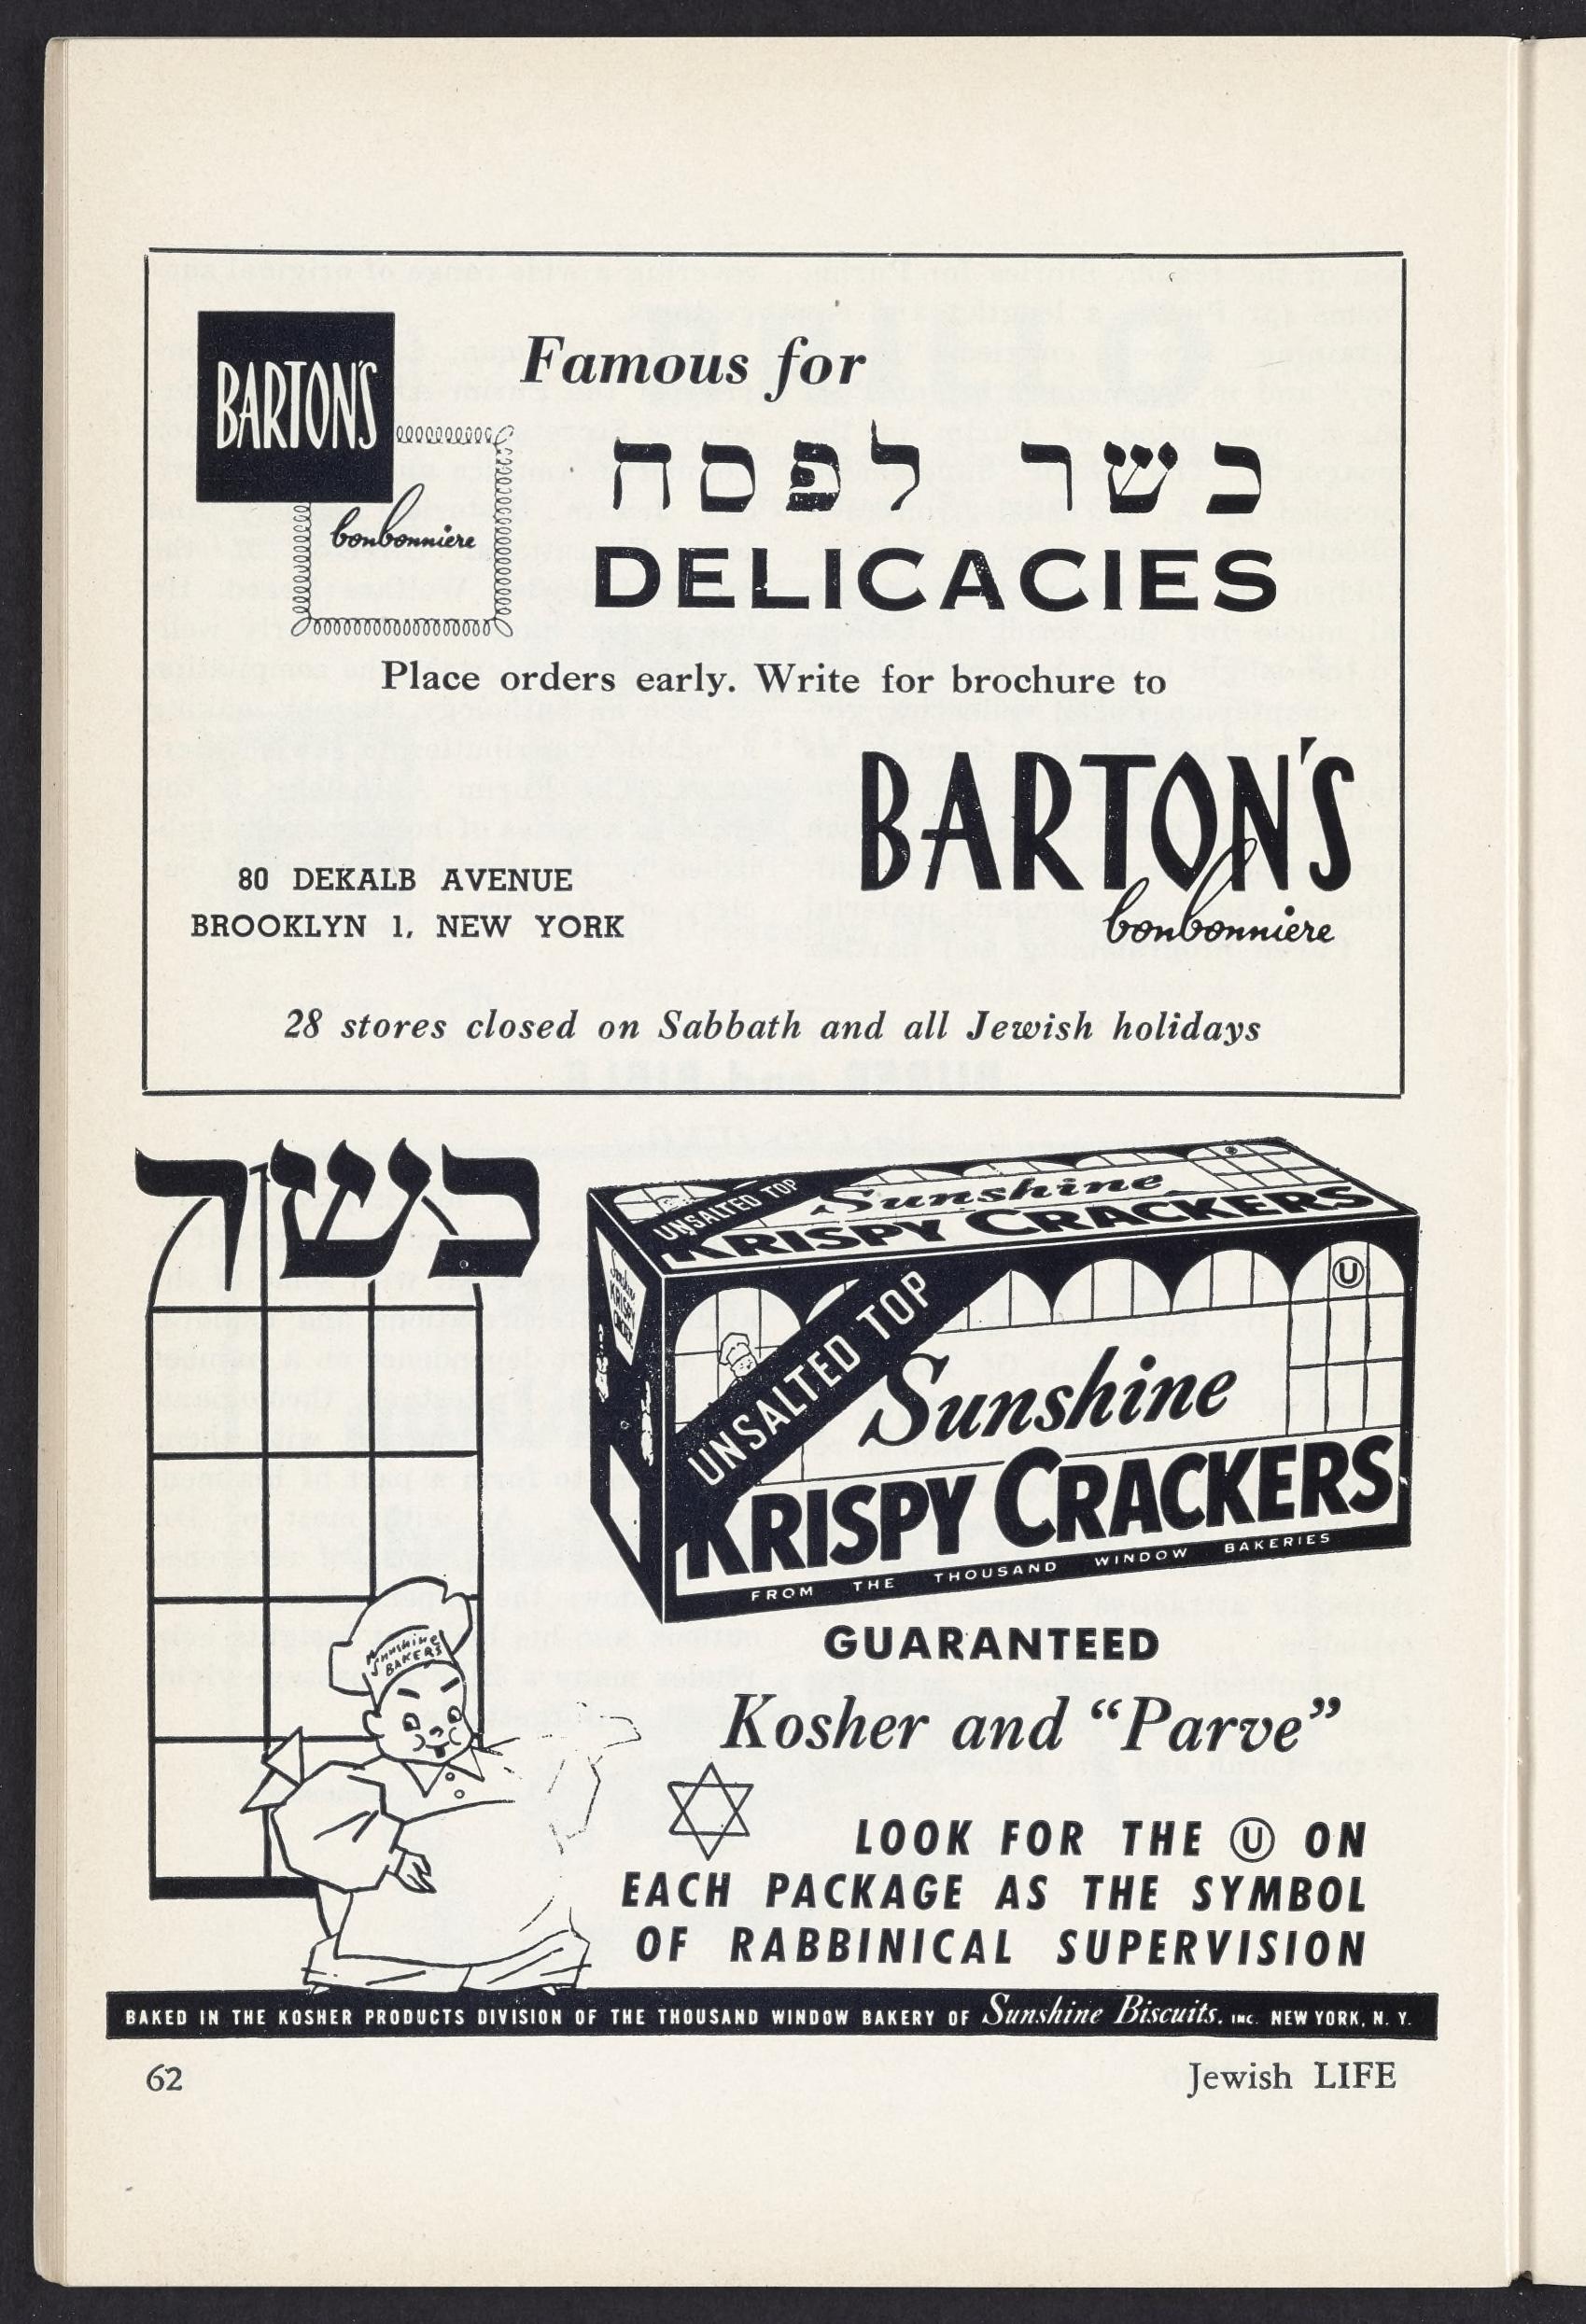 BARTON'S
bonbonniere
Famous for
כשר לפסח
DELICACIES
Place orders early. Write for brochure to
BARTON'S
bonbonniere
80 DEKALB AVENUE
BROOKLYN 1, NEW YORK
28 stores closed on Sabbath and all Jewish holidays
כשר
UNSALTED TOP
Sunshine
KRISPY CRACKERS
Sunshine
KRISPY
U
UNSALTED TOP
Sunshine
KRISPY CRACKERS
FROM THE THOUSAND WINDOW BAKERIES
Sunshine
BAKERS
GUARANTEED
Kosher and “Parve”
LOOK FOR THE Ⓤ ON
EACH PACKAGE AS THE SYMBOL
OF RABBINICAL SUPERVISION
BAKED IN THE KOSHER PRODUCTS DIVISION OF THE THOUSAND WINDOW BAKERY OF Sunshine Biscuits, INC. NEW YORK, N. Y.
62
Jewish LIFE